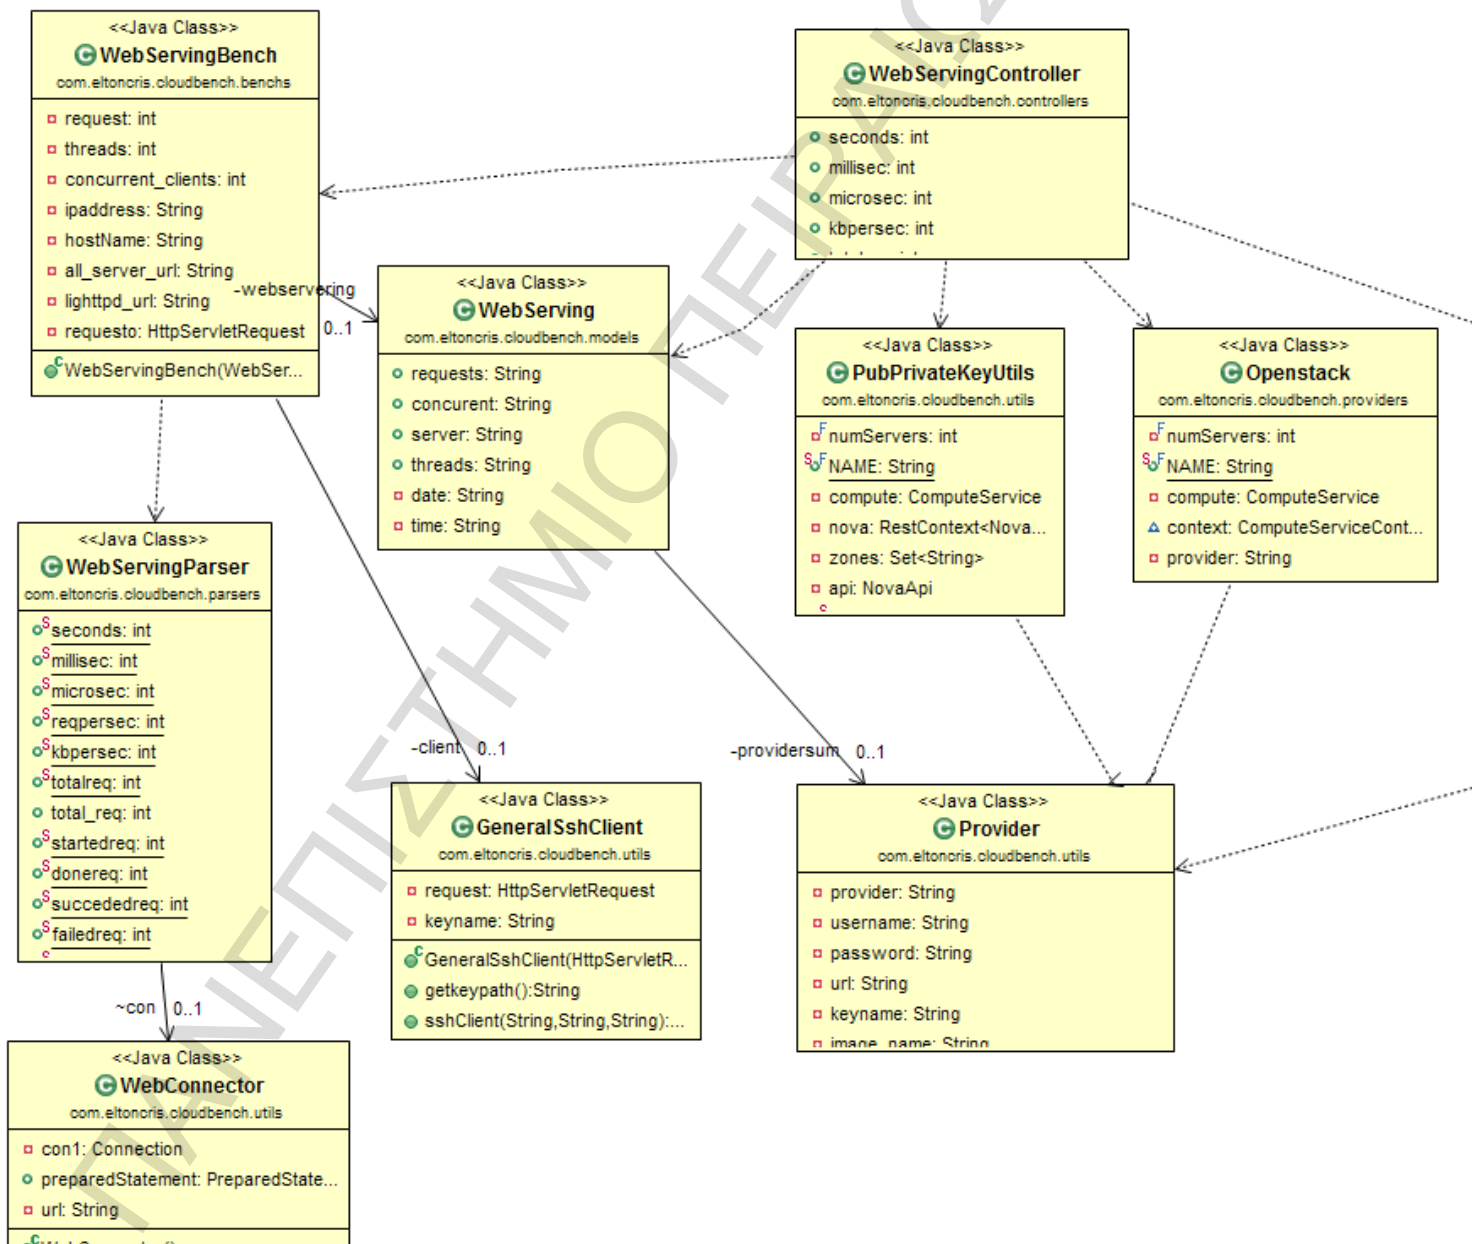 <<Java Class>>
WebServingBench
com.eltoncris.cloudbench.benchs
request: int
threads: int
concurrent_clients: int
ipaddress: String
hostName: String
all_server_url: String
lighttpd_url: String
requesto: HttpServletRequest
WebServingBench(WebSer...
-webservering
0..1
<<Java Class>>
WebServingController
com.eltoncris.cloudbench.controllers
seconds: int
millisec: int
microsec: int
kbpersec: int
<<Java Class>>
WebServing
com.eltoncris.cloudbench.models
requests: String
concurent: String
server: String
threads: String
date: String
time: String
<<Java Class>>
PubPrivateKeyUtils
com.eltoncris.cloudbench.utils
numServers: int
NAME: String
compute: ComputeService
nova: RestContext<Nova...
zones: Set<String>
api: NovaApi
<<Java Class>>
Openstack
com.eltoncris.cloudbench.providers
numServers: int
NAME: String
compute: ComputeService
context: ComputeServiceCont...
provider: String
<<Java Class>>
WebServingParser
com.eltoncris.cloudbench.parsers
seconds: int
millisec: int
microsec: int
reqpersec: int
kbpersec: int
totalreq: int
total_req: int
startedreq: int
donereq: int
succededreq: int
failedreq: int
-client 0..1
-providersum 0..1
<<Java Class>>
GeneralSshClient
com.eltoncris.cloudbench.utils
request: HttpServletRequest
keyname: String
GeneralSshClient(HttpServletR...
getkeypath():String
sshClient(String,String,String):...
<<Java Class>>
Provider
com.eltoncris.cloudbench.utils
provider: String
username: String
password: String
url: String
keyname: String
image_name: String
~con 0..1
<<Java Class>>
WebConnector
com.eltoncris.cloudbench.utils
con1: Connection
preparedStatement: PreparedState...
url: String
ΠΑΝΕΠΙΣΤΗΜΙΟ ΠΕΙΡΑΙΩΣ